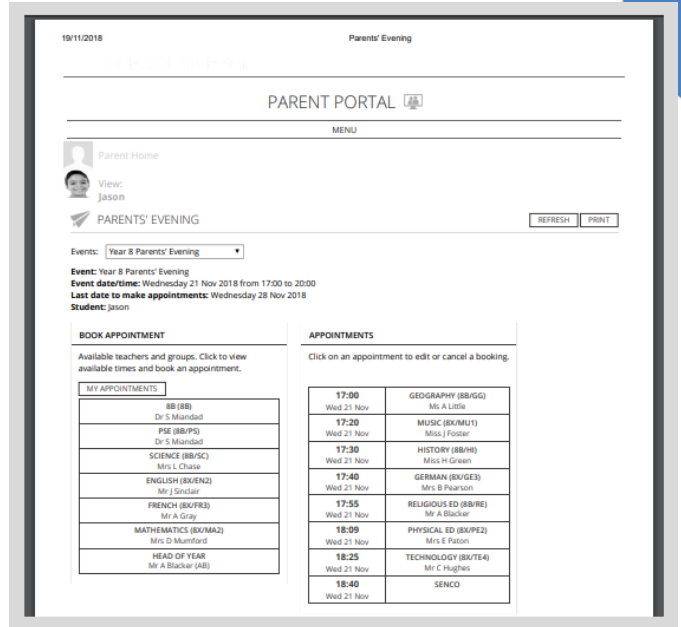 19/11/2018 Parents' Evening
PARENT PORTAL
MENU
Parent Home
View:
Jason
PARENTS' EVENING
REFRESH PRINT
Events: Year 8 Parents' Evening
Event: Year 8 Parents' Evening
Event date/time: Wednesday 21 Nov 2018 from 17:00 to 20:00
Last date to make appointments: Wednesday 28 Nov 2018
Student: Jason
BOOK APPOINTMENT
Available teachers and groups. Click to view
available times and book an appointment.
MY APPOINTMENTS
8B (8B)
Dr S Miandad
PSE (8B/PS)
Dr S Miandad
SCIENCE (8B/SC)
Mrs L Chase
ENGLISH (8X/EN2)
Mr J Sinclair
FRENCH (8X/FR3)
Mr A Gray
MATHEMATICS (8X/MA2)
Mrs D Mumford
HEAD OF YEAR
Mr A Blacker (AB)
APPOINTMENTS
Click on an appointment to edit or cancel a booking.
17:00 GEOGRAPHY (8B/GG)
Wed 21 Nov Ms A Little
17:20 MUSIC (8X/MU1)
Wed 21 Nov Miss J Foster
17:30 HISTORY (8B/HI)
Wed 21 Nov Miss H Green
17:40 GERMAN (8X/GE3)
Wed 21 Nov Mrs B Pearson
17:55 RELIGIOUS ED (8B/RE)
Wed 21 Nov Mr A Blacker
18:09 PHYSICAL ED (8X/PE2)
Wed 21 Nov Mrs E Paton
18:25 TECHNOLOGY (8X/TE4)
Wed 21 Nov Mr C Hughes
18:40 SENCO
Wed 21 Nov